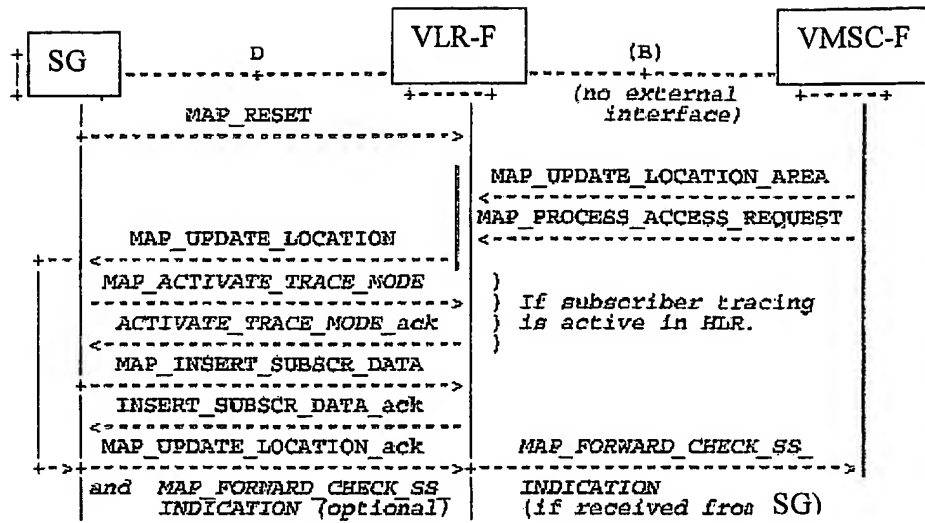 SG
D
VLR-F
(B)
VMSC-F
(no external
interface)
MAP_RESET
MAP_UPDATE_LOCATION_AREA
MAP_PROCESS_ACCESS_REQUEST
MAP_UPDATE_LOCATION
MAP_ACTIVATE_TRACE_MODE
ACTIVATE_TRACE_MODE_ack
} If subscriber tracing
} is active in HLR.
MAP_INSERT_SUBSCR_DATA
INSERT_SUBSCR_DATA_ack
MAP_UPDATE_LOCATION_ack
MAP_FORWARD_CHECK_SS_
and MAP_FORWARD_CHECK_SS_
INDICATION (optional)
INDICATION
(if received from SG)